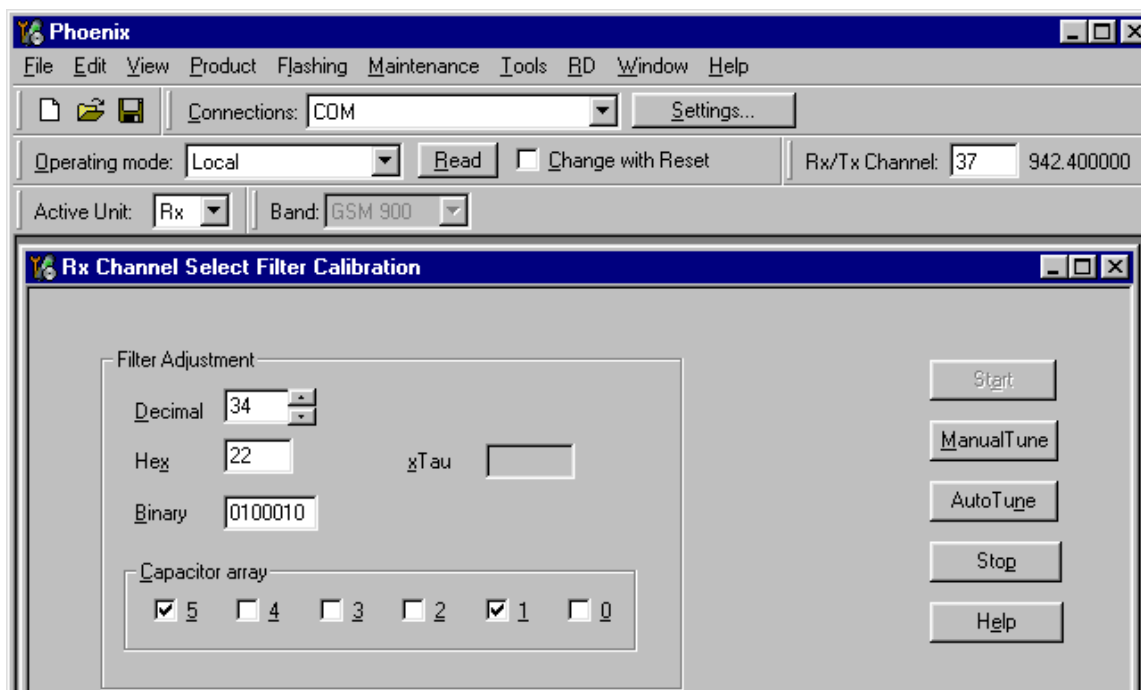 Phoenix
File Edit View Product Flashing Maintenance Tools RD Window Help
Connections: COM Settings...
Operating mode: Local Read Change with Reset Rx/Tx Channel: 37 942.400000
Active Unit: Rx Band: GSM 900
Rx Channel Select Filter Calibration
Filter Adjustment
Start
Decimal 34
ManualTune
Hex 22 xTau
AutoTune
Binary 0100010
Stop
Capacitor array
5 4 3 2 1 0
Help